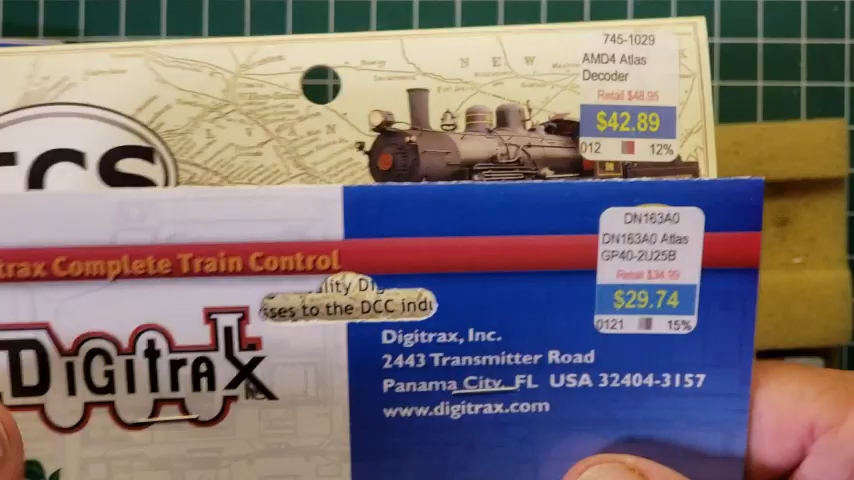 745-1029
AMD4 Atlas
Decoder
Retail $48.95
$42.89
012 12%
NEW
TCS
DN163A0
DN163A0 Atlas
GP40-2U25B
Retail $34.99
$29.74
0121 15%
trax Complete Train Control
ality Dig
sses to the DCC indu
Digitrax
Digitrax, Inc.
2443 Transmitter Road
Panama City, FL USA 32404-3157
www.digitrax.com